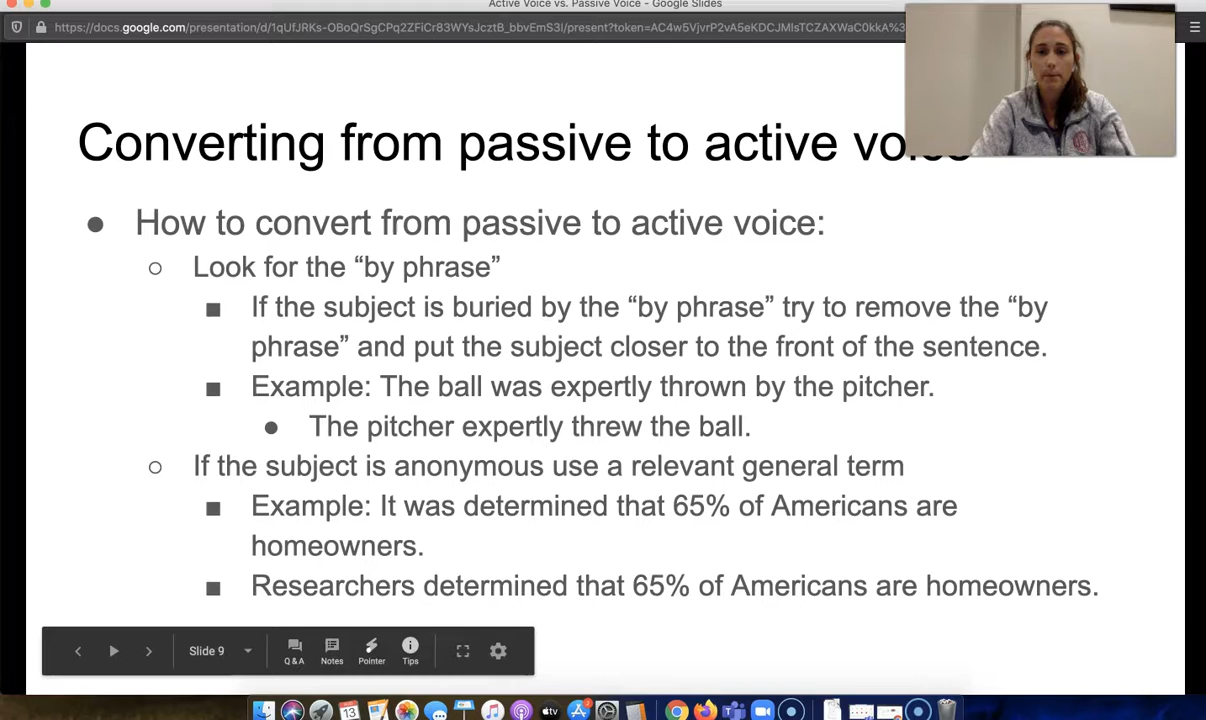 Active Voice vs. Passive Voice - Google Slides
Converting from passive to active voice
How to convert from passive to active voice:
Look for the “by phrase”
If the subject is buried by the “by phrase” try to remove the “by
phrase” and put the subject closer to the front of the sentence.
Example: The ball was expertly thrown by the pitcher.
The pitcher expertly threw the ball.
If the subject is anonymous use a relevant general term
Example: It was determined that 65% of Americans are
homeowners.
Researchers determined that 65% of Americans are homeowners.
Slide 9
Q & A Notes Pointer Tips
13 tv